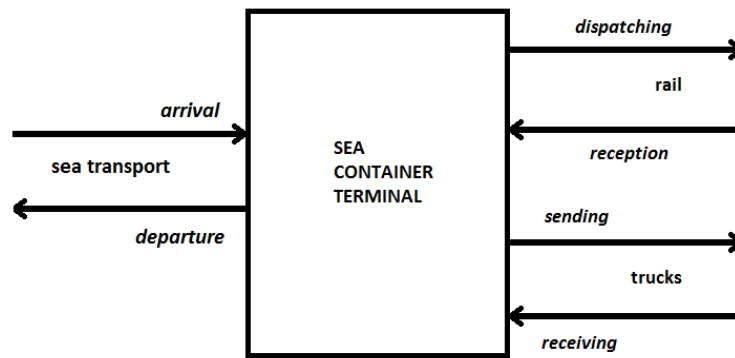 arrival
sea transport
departure
SEA
CONTAINER
TERMINAL
dispatching
rail
reception
sending
trucks
receiving